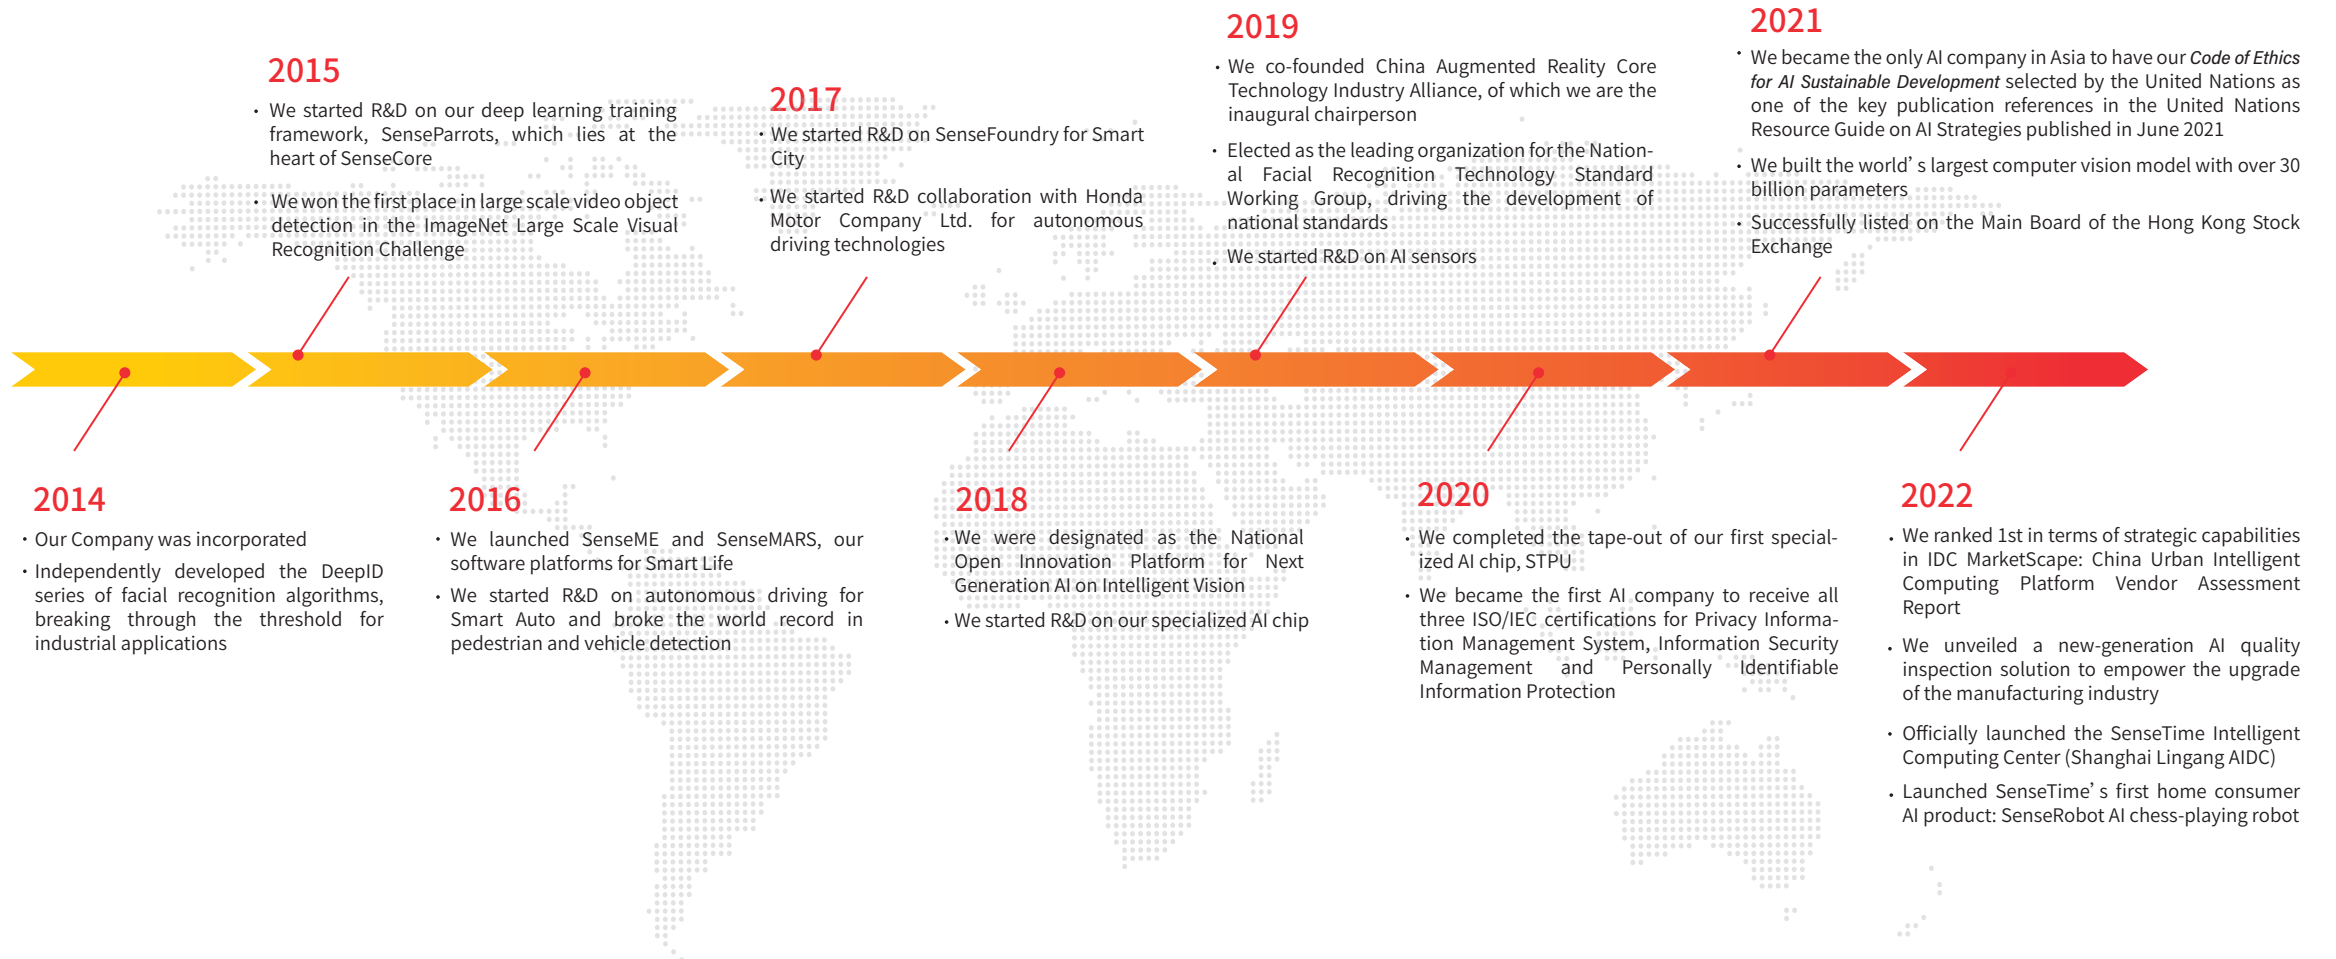 2014
• Our Company was incorporated
• Independently developed the DeepID
series of facial recognition algorithms,
breaking through the threshold for
industrial applications
2015
• We started R&D on our deep learning training
framework, SenseParrots, which lies at the
heart of SenseCore
• We won the first place in large scale video object
detection in the ImageNet Large Scale Visual
Recognition Challenge
2016
• We launched SenseME and SenseMARS, our
software platforms for Smart Life
• We started R&D on autonomous driving for
Smart Auto and broke the world record in
pedestrian and vehicle detection
2017
• We started R&D on SenseFoundry for Smart
City
• We started R&D collaboration with Honda
Motor Company Ltd. for autonomous
driving technologies
2018
• We were designated as the National
Open Innovation Platform for Next
Generation AI on Intelligent Vision
• We started R&D on our specialized AI chip
2019
• We co-founded China Augmented Reality Core
Technology Industry Alliance, of which we are the
inaugural chairperson
• Elected as the leading organization for the Nation-
al Facial Recognition Technology Standard
Working Group, driving the development of
national standards
• We started R&D on AI sensors
2020
• We completed the tape-out of our first special-
ized AI chip, STPU
• We became the first AI company to receive all
three ISO/IEC certifications for Privacy Informa-
tion Management System, Information Security
Management and Personally Identifiable
Information Protection
2021
• We became the only AI company in Asia to have our Code of Ethics
for AI Sustainable Development selected by the United Nations as
one of the key publication references in the United Nations
Resource Guide on AI Strategies published in June 2021
• We built the world’s largest computer vision model with over 30
billion parameters
• Successfully listed on the Main Board of the Hong Kong Stock
Exchange
2022
• We ranked 1st in terms of strategic capabilities
in IDC MarketScape: China Urban Intelligent
Computing Platform Vendor Assessment
Report
• We unveiled a new-generation AI quality
inspection solution to empower the upgrade
of the manufacturing industry
• Officially launched the SenseTime Intelligent
Computing Center (Shanghai Lingang AIDC)
• Launched SenseTime’s first home consumer
AI product: SenseRobot AI chess-playing robot